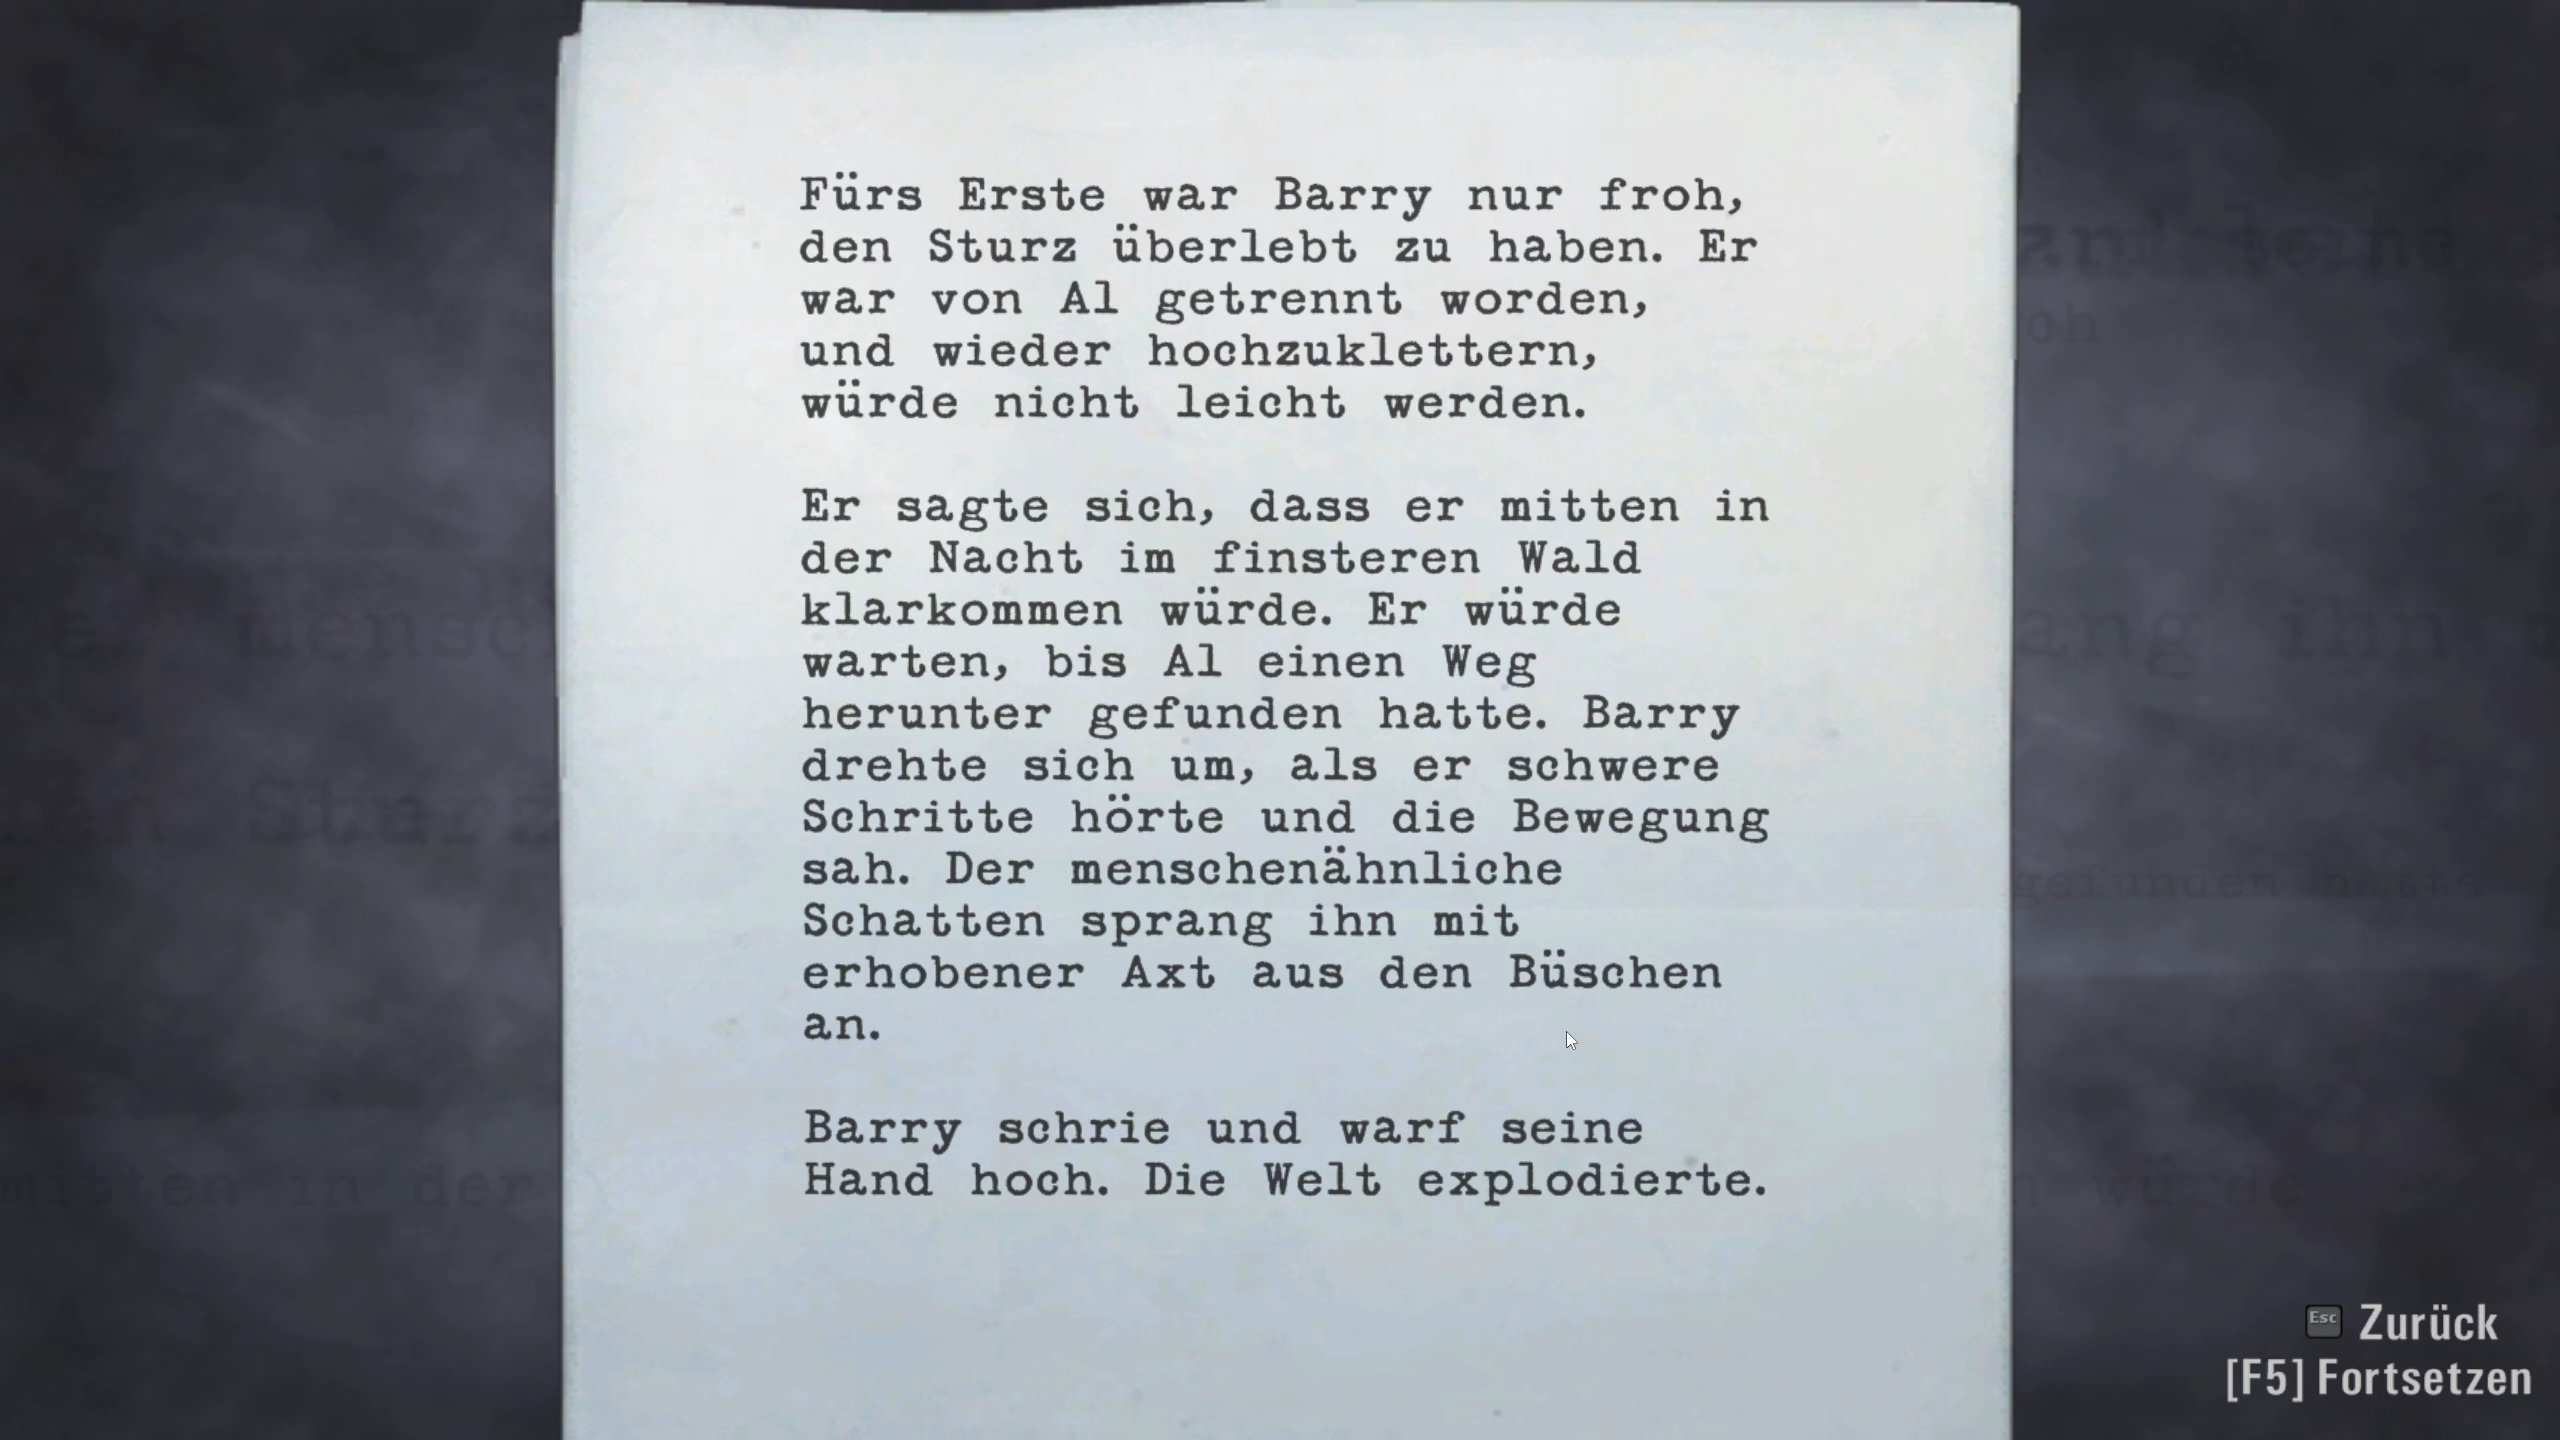 Fürs Erste war Barry nur froh,
den Sturz überlebt zu haben. Er
war von Al getrennt worden,
und wieder hochzuklettern,
würde nicht leicht werden.
Er sagte sich, dass er mitten in
der Nacht im finsteren Wald
klarkommen würde. Er würde
warten, bis Al einen Weg
herunter gefunden hatte. Barry
drehte sich um, als er schwere
Schritte hörte und die Bewegung
sah. Der menschenähnliche
Schatten sprang ihn mit
erhobener Axt aus den Büschen
an.
Barry schrie und warf seine
Hand hoch. Die Welt explodierte.
Esc Zurück
[F5] Fortsetzen